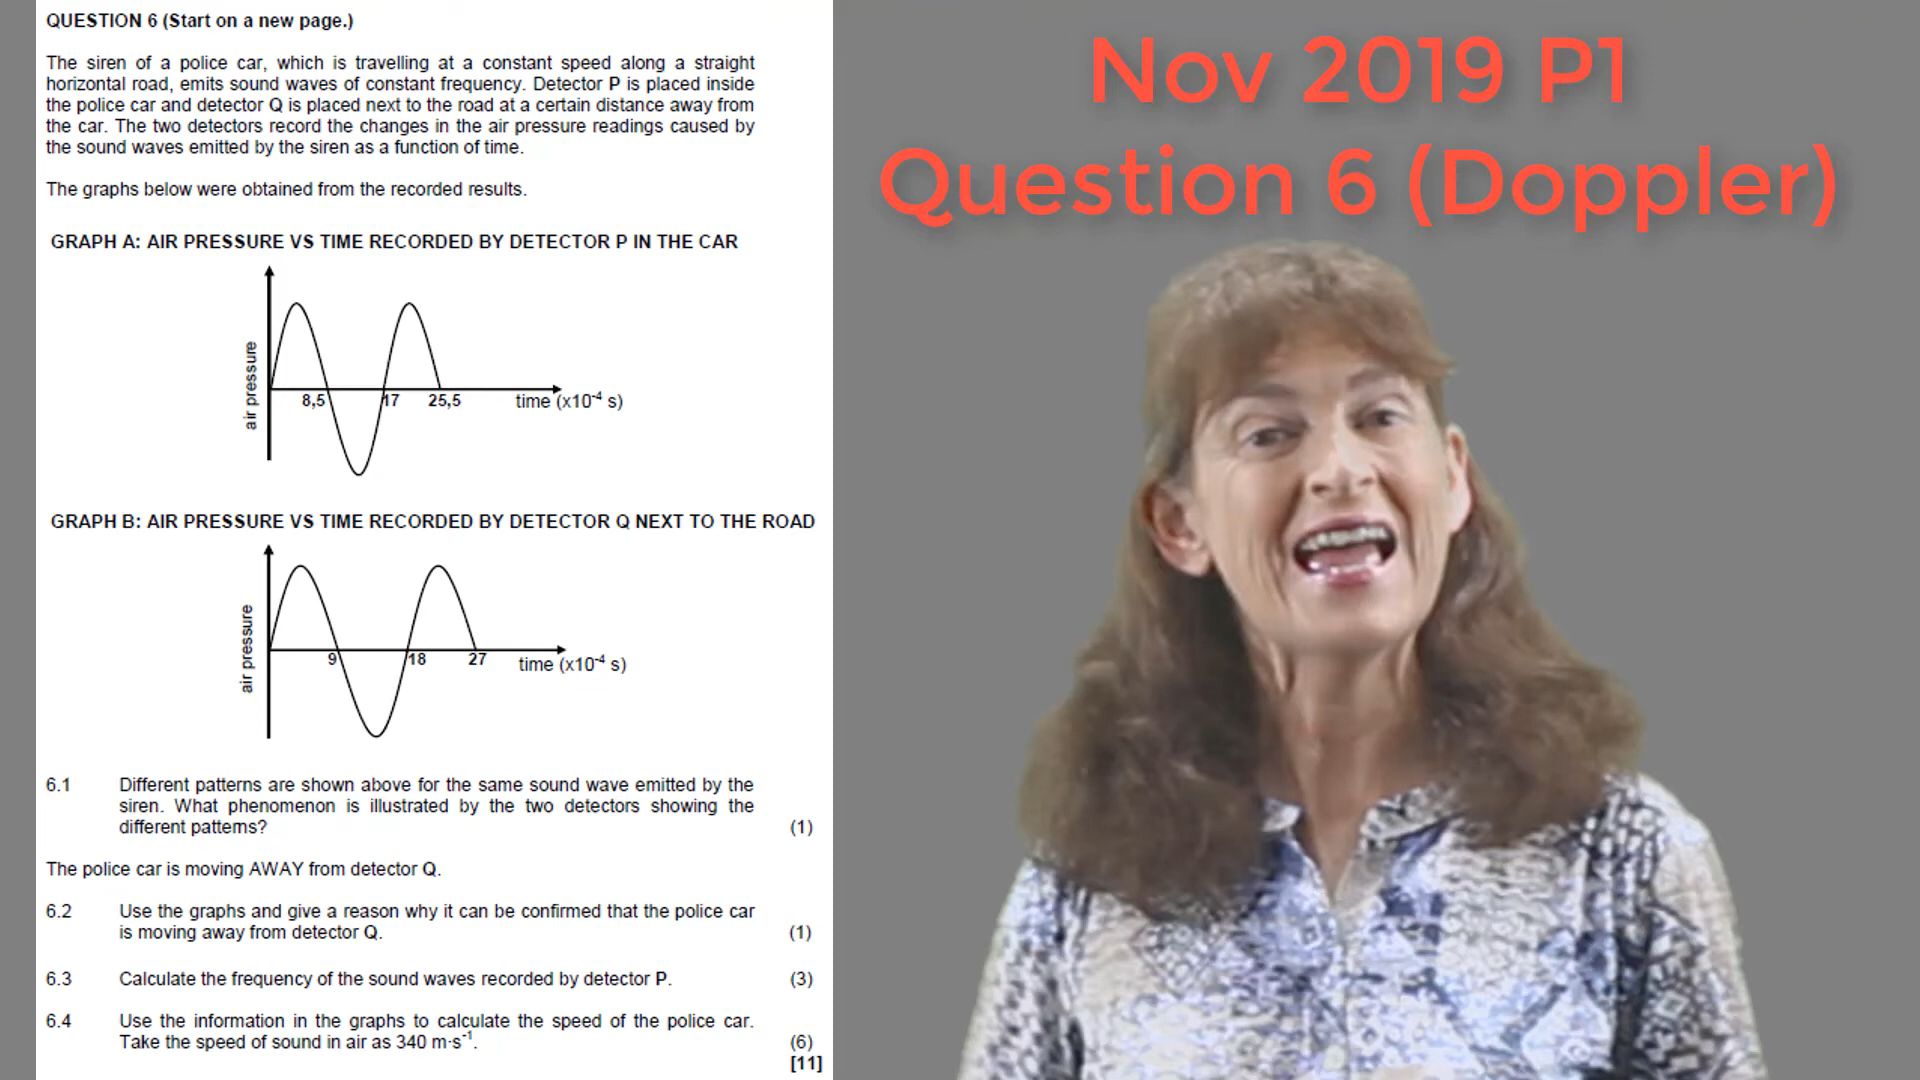 QUESTION 6 (Start on a new page.)
The siren of a police car, which is travelling at a constant speed along a straight
horizontal road, emits sound waves of constant frequency. Detector P is placed inside
the police car and detector Q is placed next to the road at a certain distance away from
the car. The two detectors record the changes in the air pressure readings caused by
the sound waves emitted by the siren as a function of time.
The graphs below were obtained from the recorded results.
GRAPH A: AIR PRESSURE VS TIME RECORDED BY DETECTOR P IN THE CAR
air pressure
8,5 17 25,5 time (x10⁻⁴ s)
GRAPH B: AIR PRESSURE VS TIME RECORDED BY DETECTOR Q NEXT TO THE ROAD
air pressure
9 18 27 time (x10⁻⁴ s)
6.1 Different patterns are shown above for the same sound wave emitted by the
siren. What phenomenon is illustrated by the two detectors showing the
different patterns? (1)
The police car is moving AWAY from detector Q.
6.2 Use the graphs and give a reason why it can be confirmed that the police car
is moving away from detector Q. (1)
6.3 Calculate the frequency of the sound waves recorded by detector P. (3)
6.4 Use the information in the graphs to calculate the speed of the police car.
Take the speed of sound in air as 340 m·s⁻¹. (6)
[11]
Nov 2019 P1
Question 6 (Doppler)